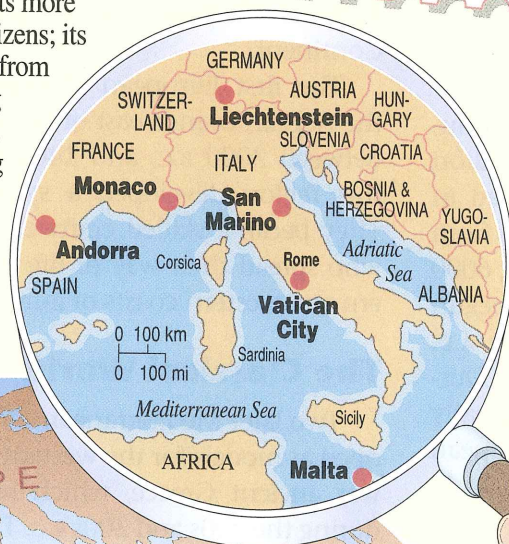 ts more
izens; its
from
g
GERMANY
SWITZER-
LAND
AUSTRIA
HUN-
GARY
Liechtenstein
SLOVENIA
FRANCE
ITALY
CROATIA
Monaco
San
Marino
BOSNIA &
HERZEGOVINA
YUGO-
SLAVIA
Andorra
Corsica
Rome
Adriatic
Sea
SPAIN
ALBANIA
Vatican
City
0 100 km
0 100 mi
Sardinia
Mediterranean Sea
Sicily
AFRICA
Malta
P E